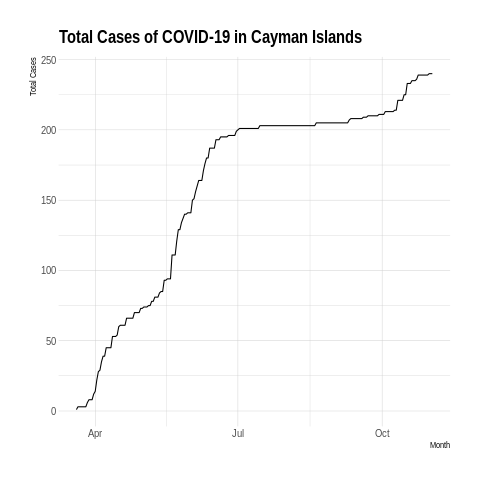 Total Cases of COVID-19 in Cayman Islands
Total Cases
250
200
150
100
50
0
Apr
Jul
Oct
Month